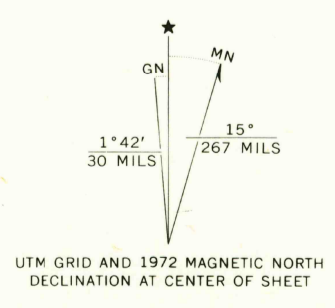 ★
GN
MN
1°42′
30 MILS
15°
267 MILS
UTM GRID AND 1972 MAGNETIC NORTH
DECLINATION AT CENTER OF SHEET